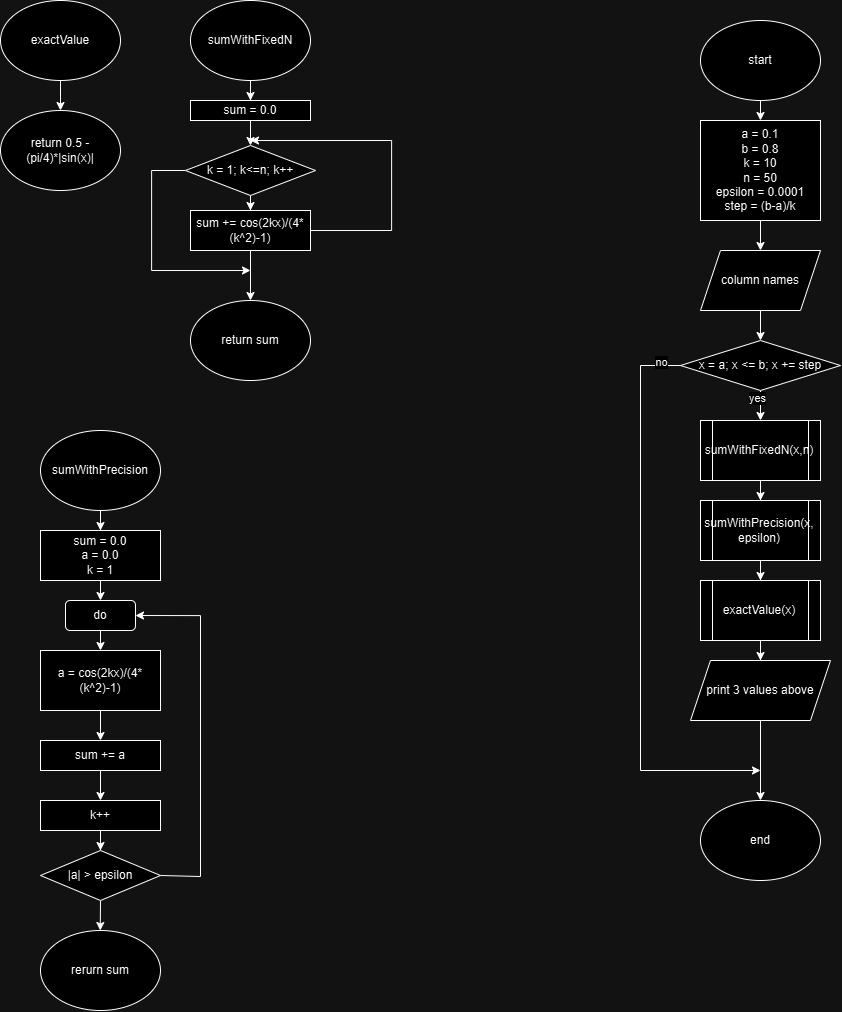 exactValue
return 0.5 -
(pi/4)*|sin(x)|
sumWithFixedN
sum = 0.0
k = 1; k<=n; k++
sum += cos(2kx)/(4*
(k^2)-1)
return sum
sumWithPrecision
sum = 0.0
a = 0.0
k = 1
do
a = cos(2kx)/(4*
(k^2)-1)
sum += a
k++
|a| > epsilon
rerurn sum
start
a = 0.1
b = 0.8
k = 10
n = 50
epsilon = 0.0001
step = (b-a)/k
column names
no
x = a; x <= b; x += step
yes
sumWithFixedN(x,n)
sumWithPrecision(x,
epsilon)
exactValue(x)
print 3 values above
end